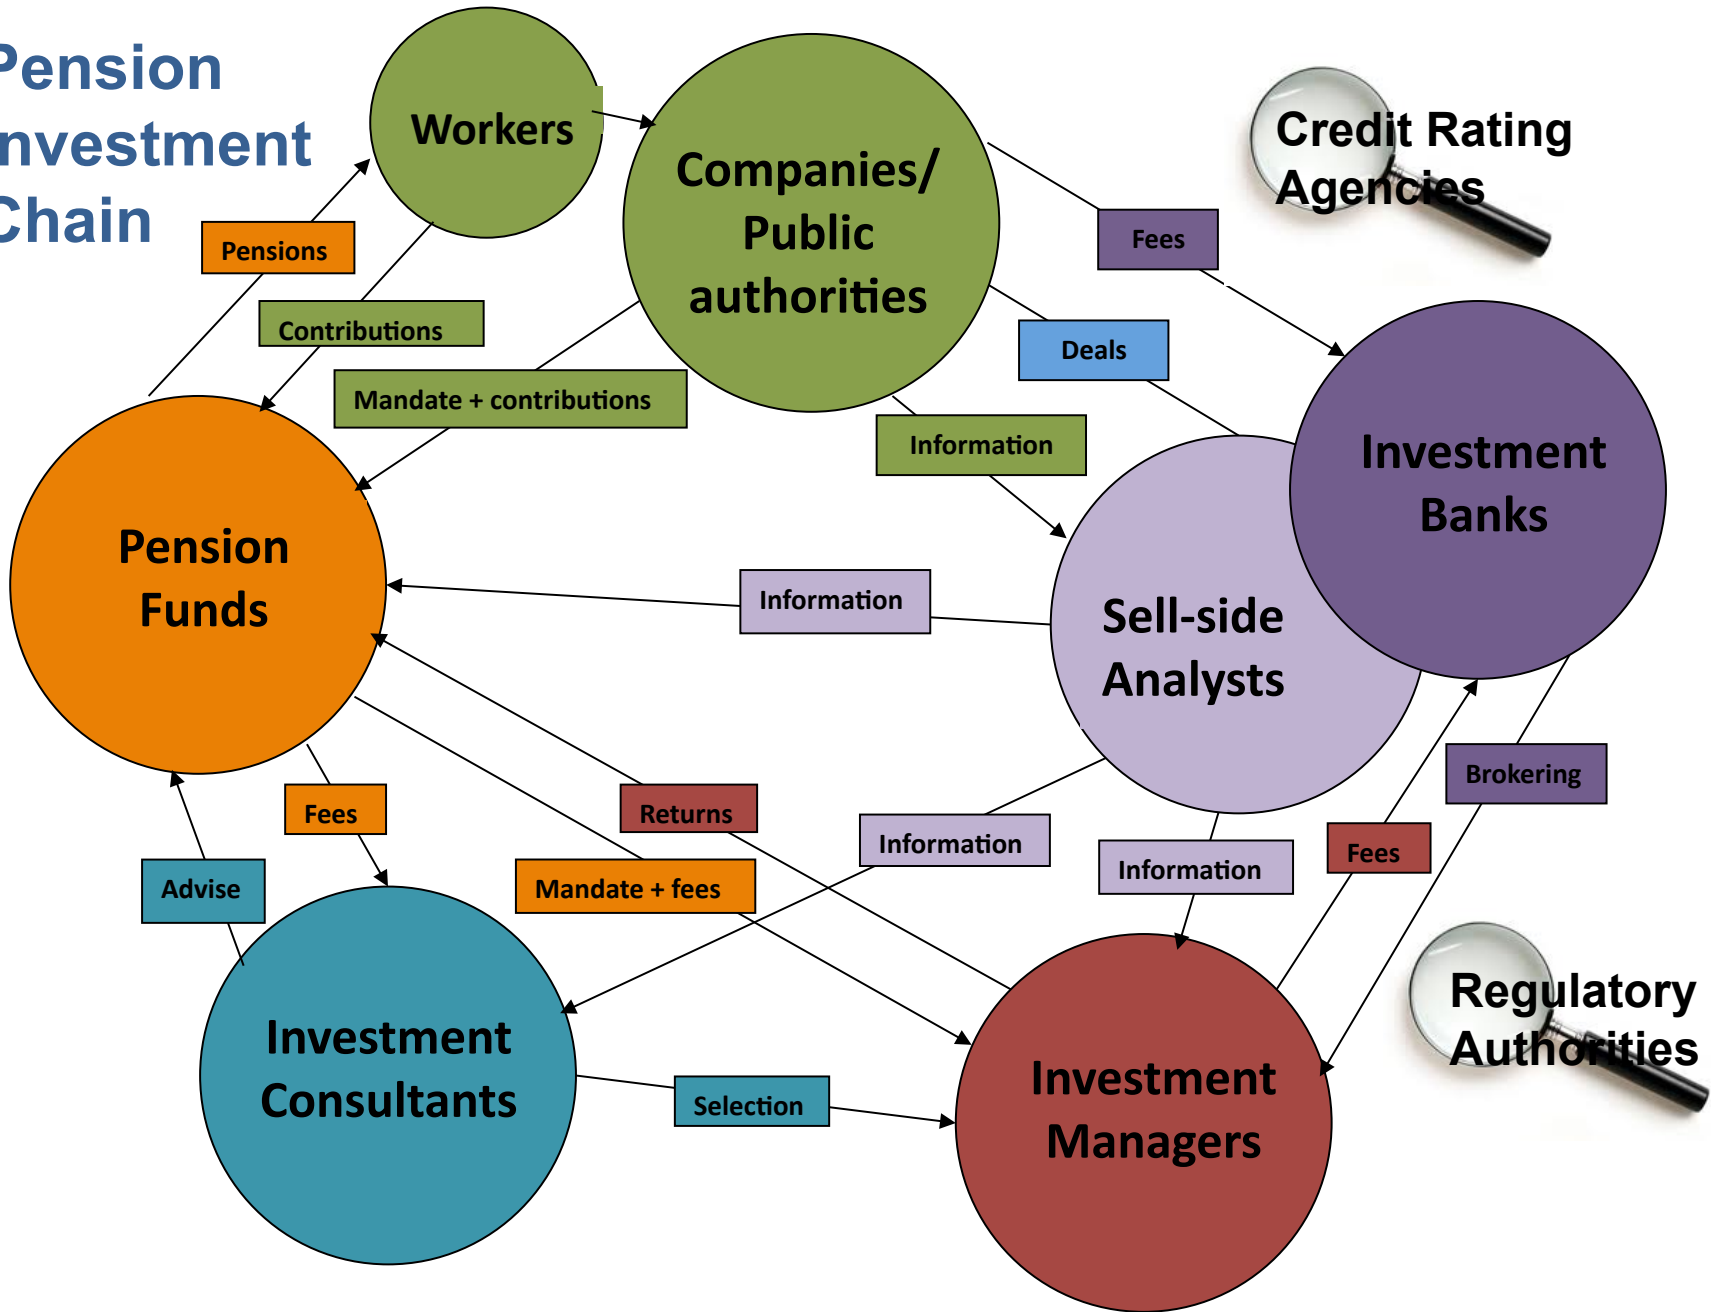 Pension
Investment
Chain
Workers
Companies/
Public
authorities
Credit Rating
Agencies
Pensions
Fees
Contributions
Deals
Mandate + contributions
Information
Investment
Banks
Pension
Funds
Information
Sell-side
Analysts
Brokering
Fees
Returns
Information
Fees
Information
Advise
Mandate + fees
Regulatory
Authorities
Investment
Consultants
Selection
Investment
Managers